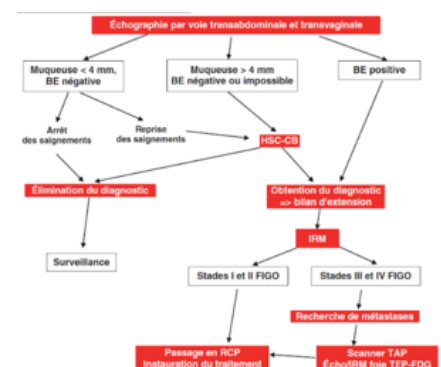 Échographie par voie transabdominale et transvaginale
Muqueuse < 4 mm,
BE négative
Muqueuse > 4 mm
BE négative ou impossible
BE positive
Arrêt
des saignements
Reprise
des saignements
HSC-CB
Élimination du diagnostic
Obtention du diagnostic
=> bilan d'extension
IRM
Surveillance
Stades I et II FIGO
Stades III et IV FIGO
Recherche de métastases
Passage en RCP
Instauration du traitement
Scanner TAP
Écho/IRM foie TEP-FDG